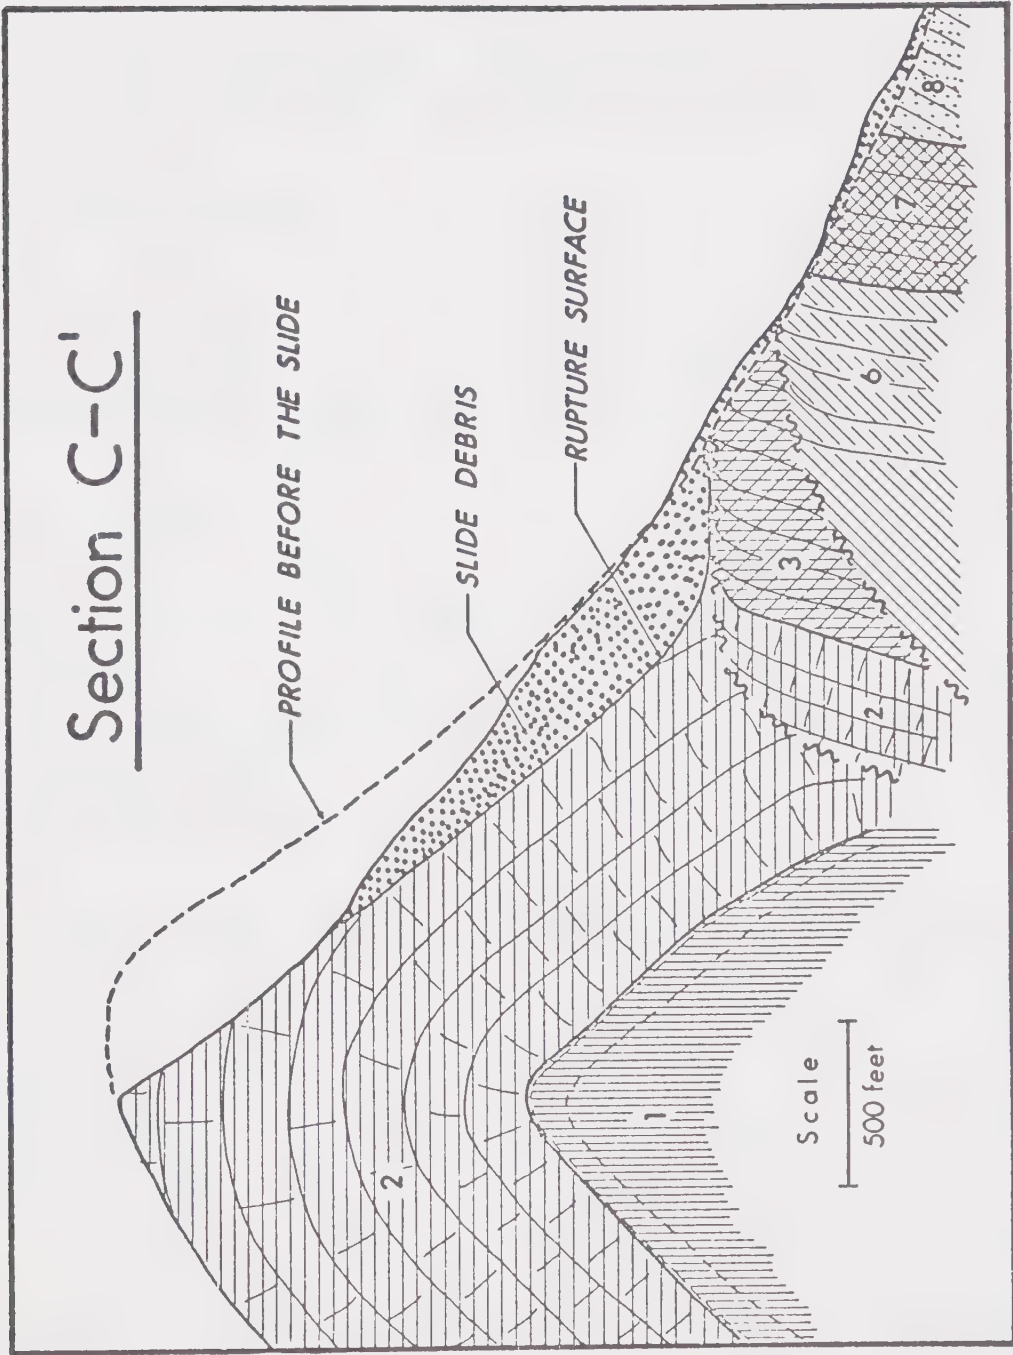 Section C-C'
PROFILE BEFORE THE SLIDE
SLIDE DEBRIS
RUPTURE SURFACE
2
1
2
3
6
7
8
Scale
500 feet